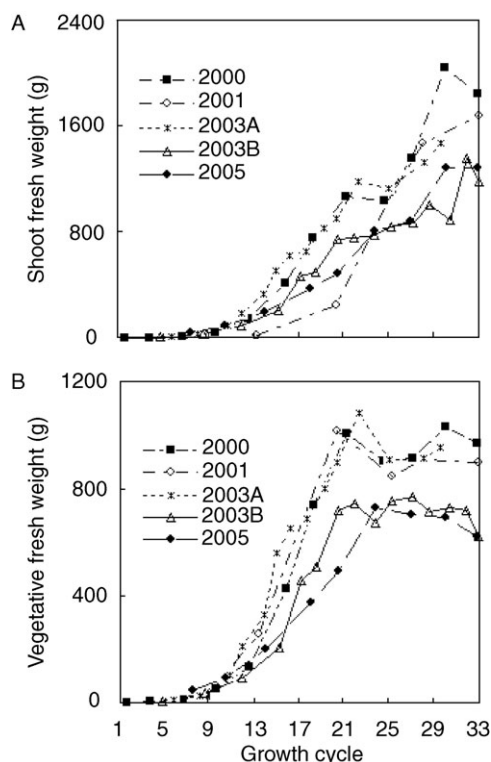 A
Shoot fresh weight (g)
2400
1600
800
0
2000
2001
2003A
2003B
2005
B
Vegetative fresh weight (g)
1200
800
400
0
2000
2001
2003A
2003B
2005
1 5 9 13 17 21 25 29 33
Growth cycle